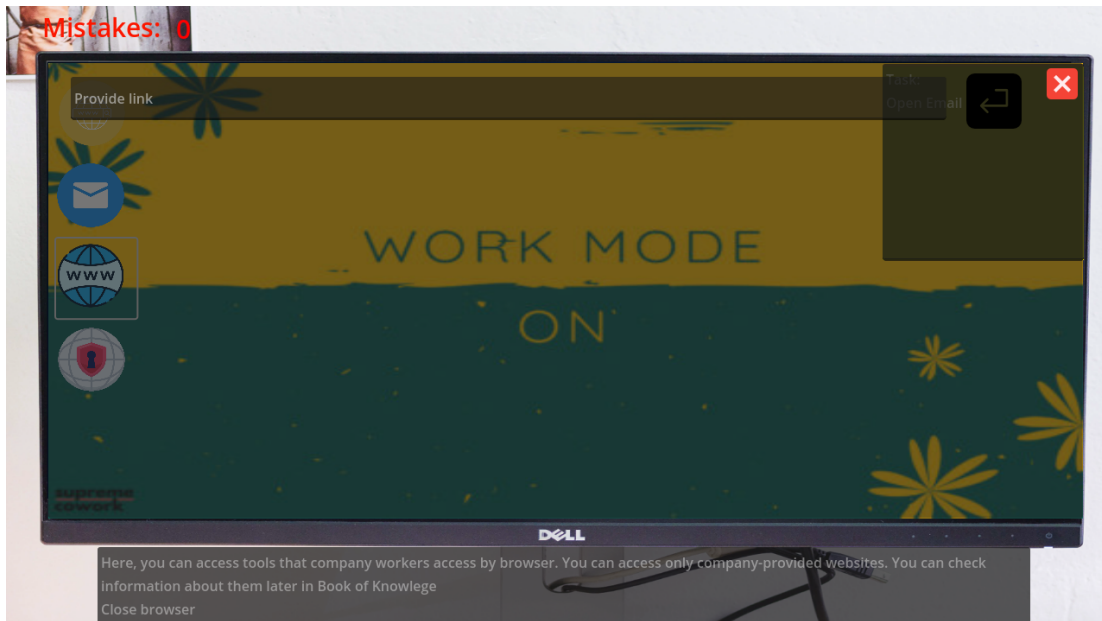 Mistakes: 0
Task:
Provide link
Open Email
WORK MODE
www
ON
supreme
cowork
DELL
Here, you can access tools that company workers access by browser. You can access only company-provided websites. You can check
information about them later in Book of Knowlege
Close browser